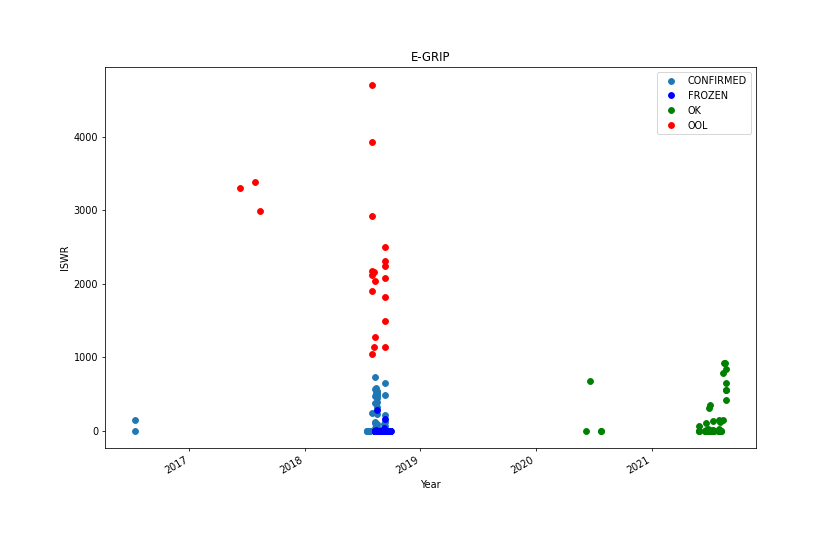 E-GRIP
CONFIRMED
FROZEN
OK
OOL
4000
3000
2000
1000
0
ISWR
2017
2018
2019
2020
2021
Year